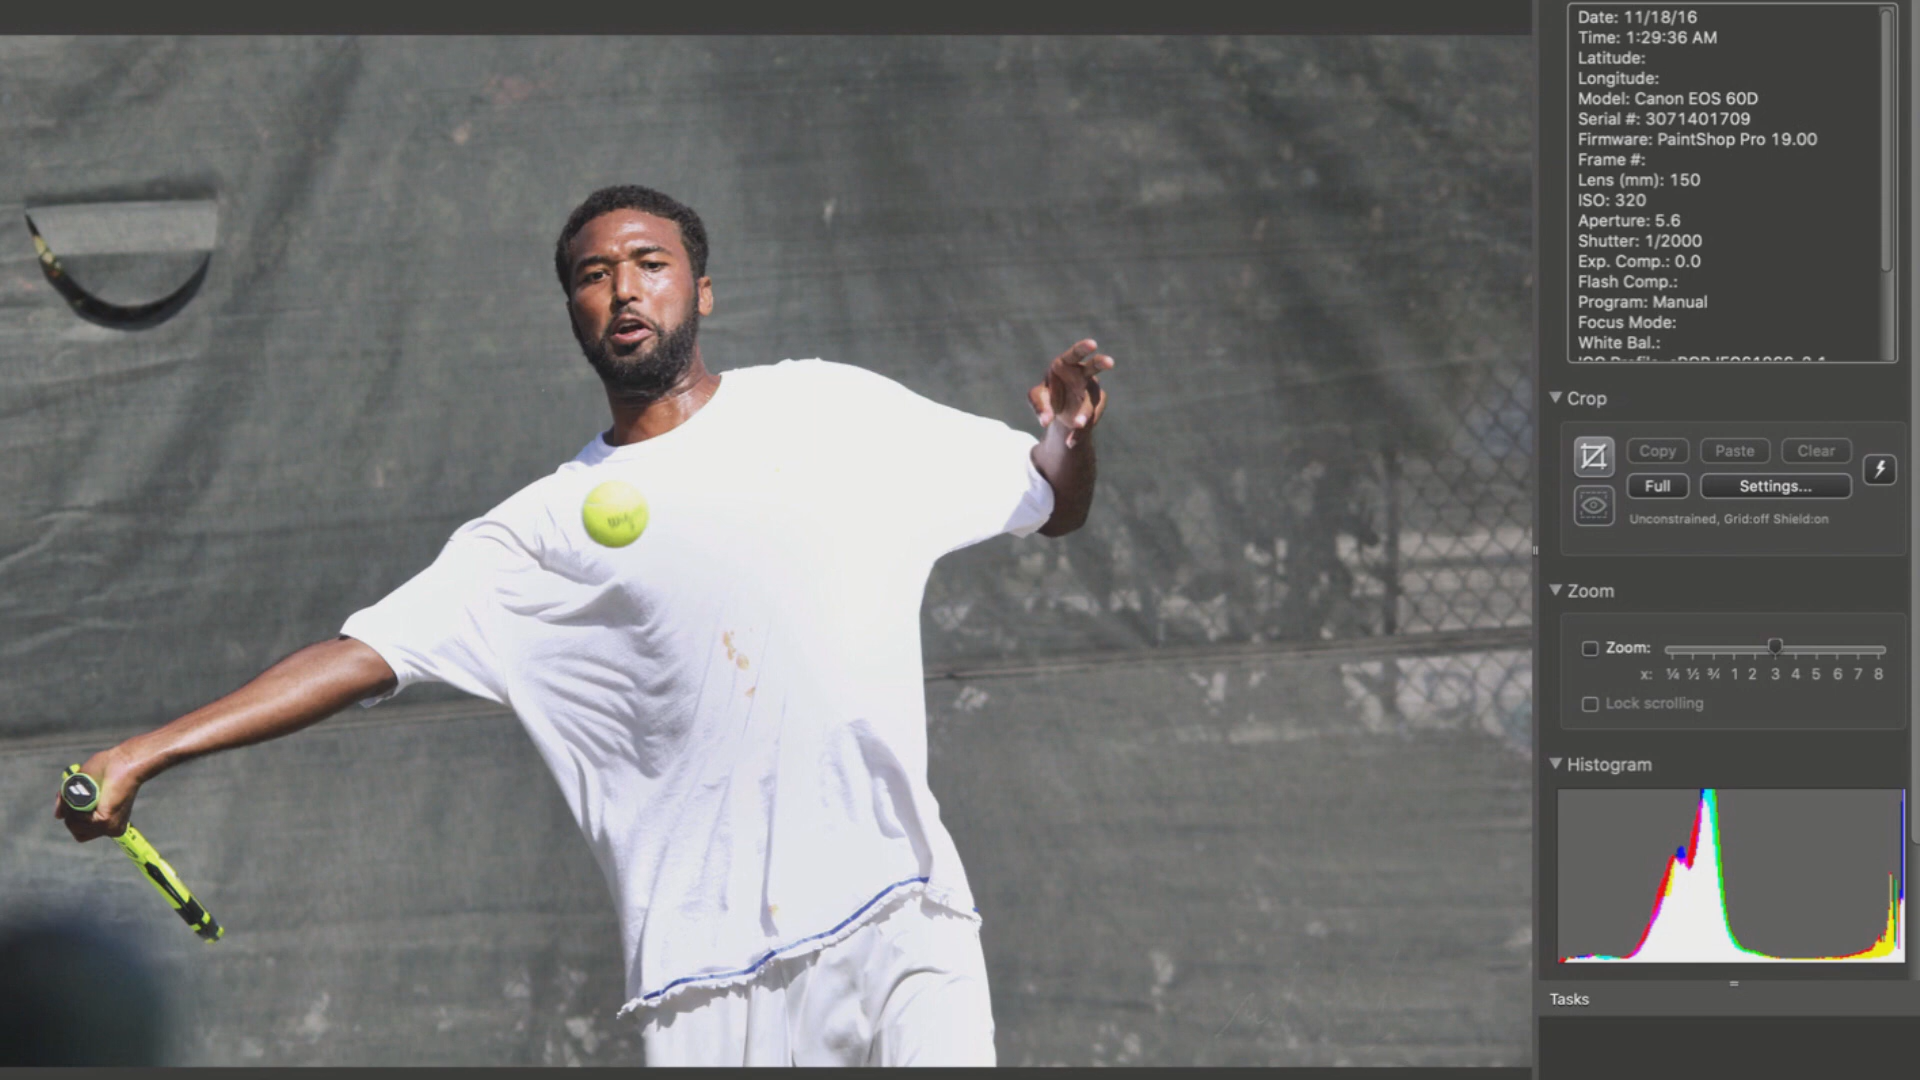 Date: 11/18/16
Time: 1:29:36 AM
Latitude:
Longitude:
Model: Canon EOS 60D
Serial #: 3071401709
Firmware: PaintShop Pro 19.00
Frame #:
Lens (mm): 150
ISO: 320
Aperture: 5.6
Shutter: 1/2000
Exp. Comp.: 0.0
Flash Comp.:
Program: Manual
Focus Mode:
White Bal.:
Crop
Copy Paste Clear
Full Settings...
Unconstrained, Grid:off Shield:on
Zoom
Zoom:
x: ¼ ½ ¾ 1 2 3 4 5 6 7 8
Lock scrolling
Histogram
Tasks